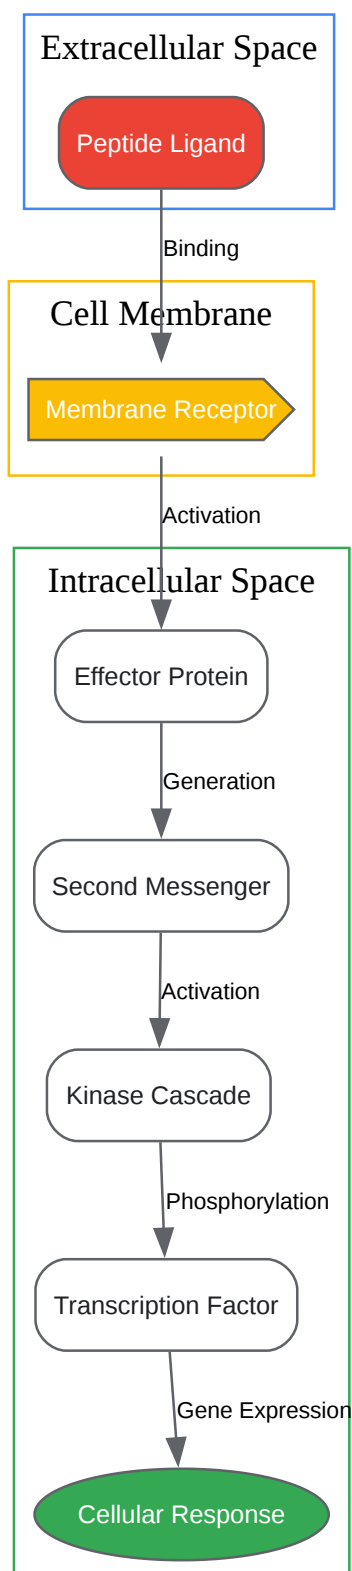 Extracellular Space
Peptide Ligand
Binding
Cell Membrane
Membrane Receptor
Activation
Intracellular Space
Effector Protein
Generation
Second Messenger
Activation
Kinase Cascade
Phosphorylation
Transcription Factor
Gene Expression
Cellular Response